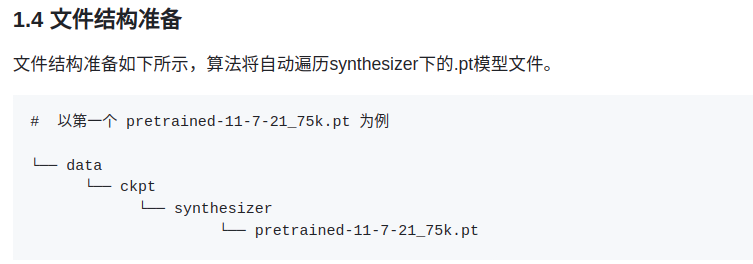 1.4 文件结构准备
文件结构准备如下所示，算法将自动遍历synthesizer下的.pt模型文件。
# 以第一个 pretrained-11-7-21_75k.pt 为例
└── data
└── ckpt
└── synthesizer
└── pretrained-11-7-21_75k.pt